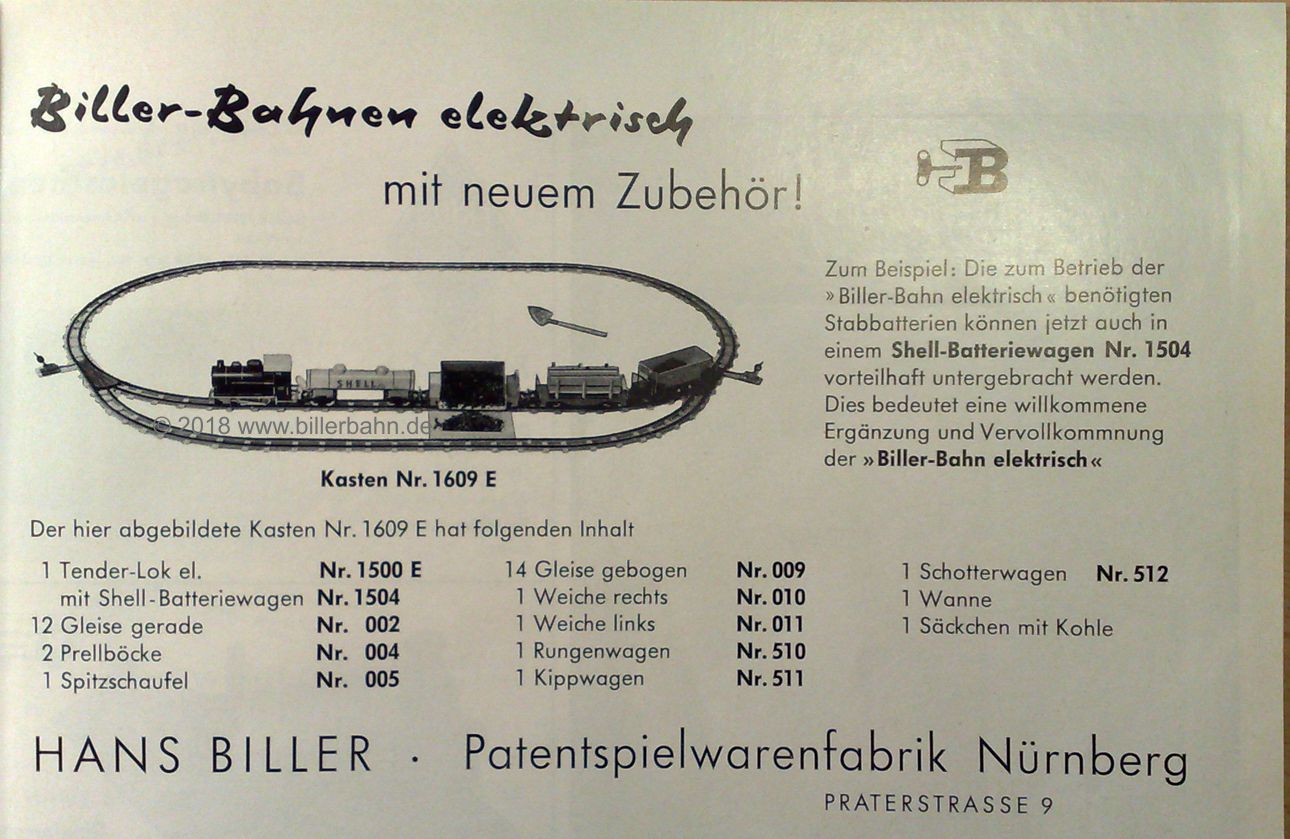 Biller-Bahnen elektrisch
mit neuem Zubehör!
B
Zum Beispiel: Die zum Betrieb der
»Biller-Bahn elektrisch« benötigten
Stabbatterien können jetzt auch in
einem Shell-Batteriewagen Nr. 1504
vorteilhaft untergebracht werden.
Dies bedeutet eine willkommene
Ergänzung und Vervollkommnung
der »Biller-Bahn elektrisch«
SHELL
© 2018 www.billerbahn.de
Kasten Nr. 1609 E
Der hier abgebildete Kasten Nr. 1609 E hat folgenden Inhalt
1 Tender-Lok el. Nr. 1500 E
mit Shell-Batteriewagen Nr. 1504
12 Gleise gerade Nr. 002
2 Prellböcke Nr. 004
1 Spitzschaufel Nr. 005
14 Gleise gebogen Nr. 009
1 Weiche rechts Nr. 010
1 Weiche links Nr. 011
1 Rungenwagen Nr. 510
1 Kippwagen Nr. 511
1 Schotterwagen Nr. 512
1 Wanne
1 Säckchen mit Kohle
HANS BILLER · Patentspielwarenfabrik Nürnberg
PRATERSTRASSE 9